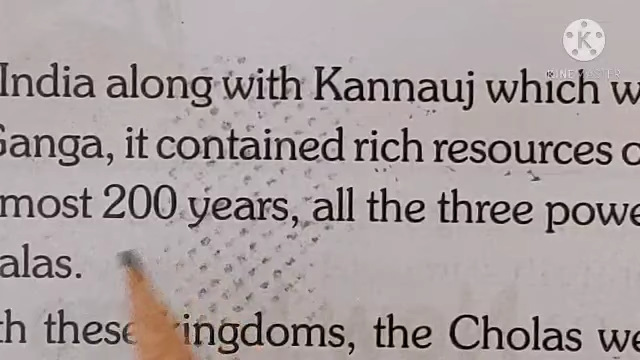 India along with Kannauj which w
Ganga, it contained rich resources o
most 200 years, all the three powe
alas.
th these kingdoms, the Cholas we
KINEMASTER